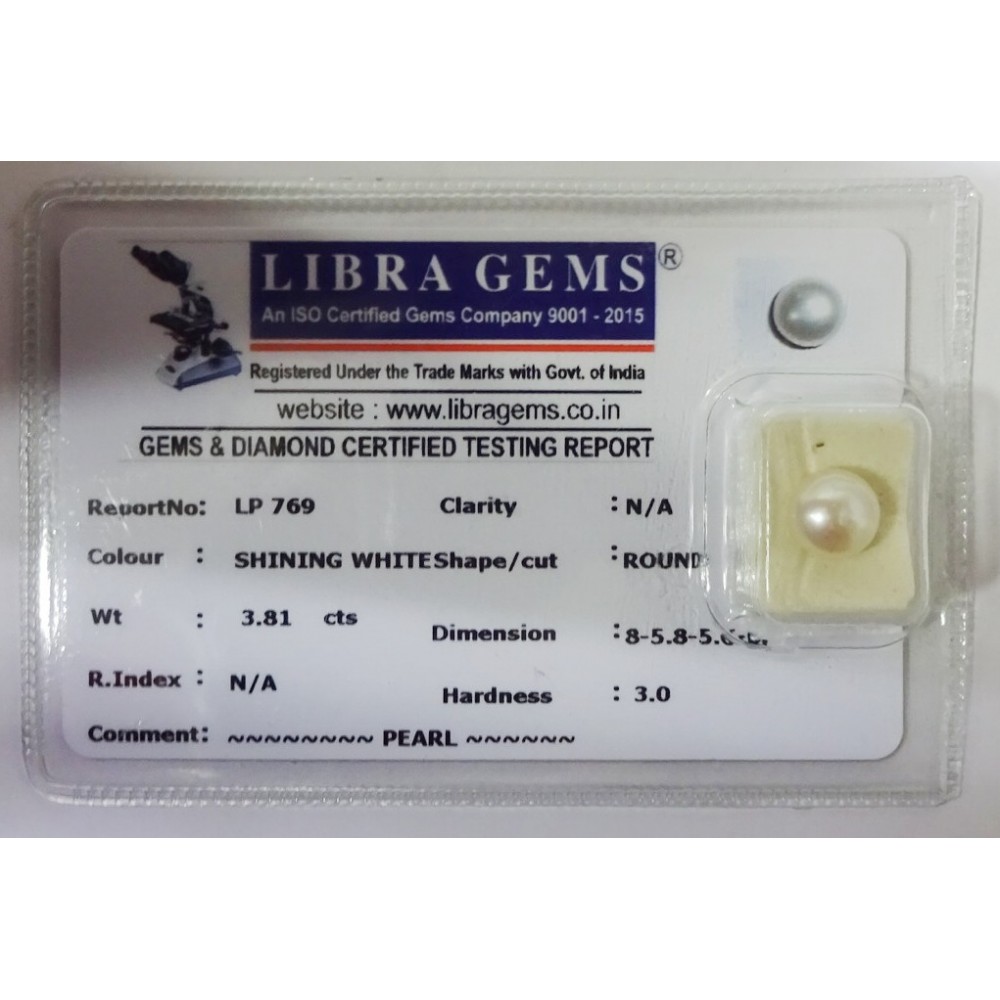 LIBRA GEMS ®
An ISO Certified Gems Company 9001 - 2015
Registered Under the Trade Marks with Govt. of India
website : www.libragems.co.in
GEMS & DIAMOND CERTIFIED TESTING REPORT
ReportNo: LP 769 Clarity : N/A
Colour : SHINING WHITE Shape/cut : ROUND
Wt : 3.81 cts Dimension :
R.Index : N/A Hardness : 3.0
Comment: ~~~~~~~~ PEARL ~~~~~~